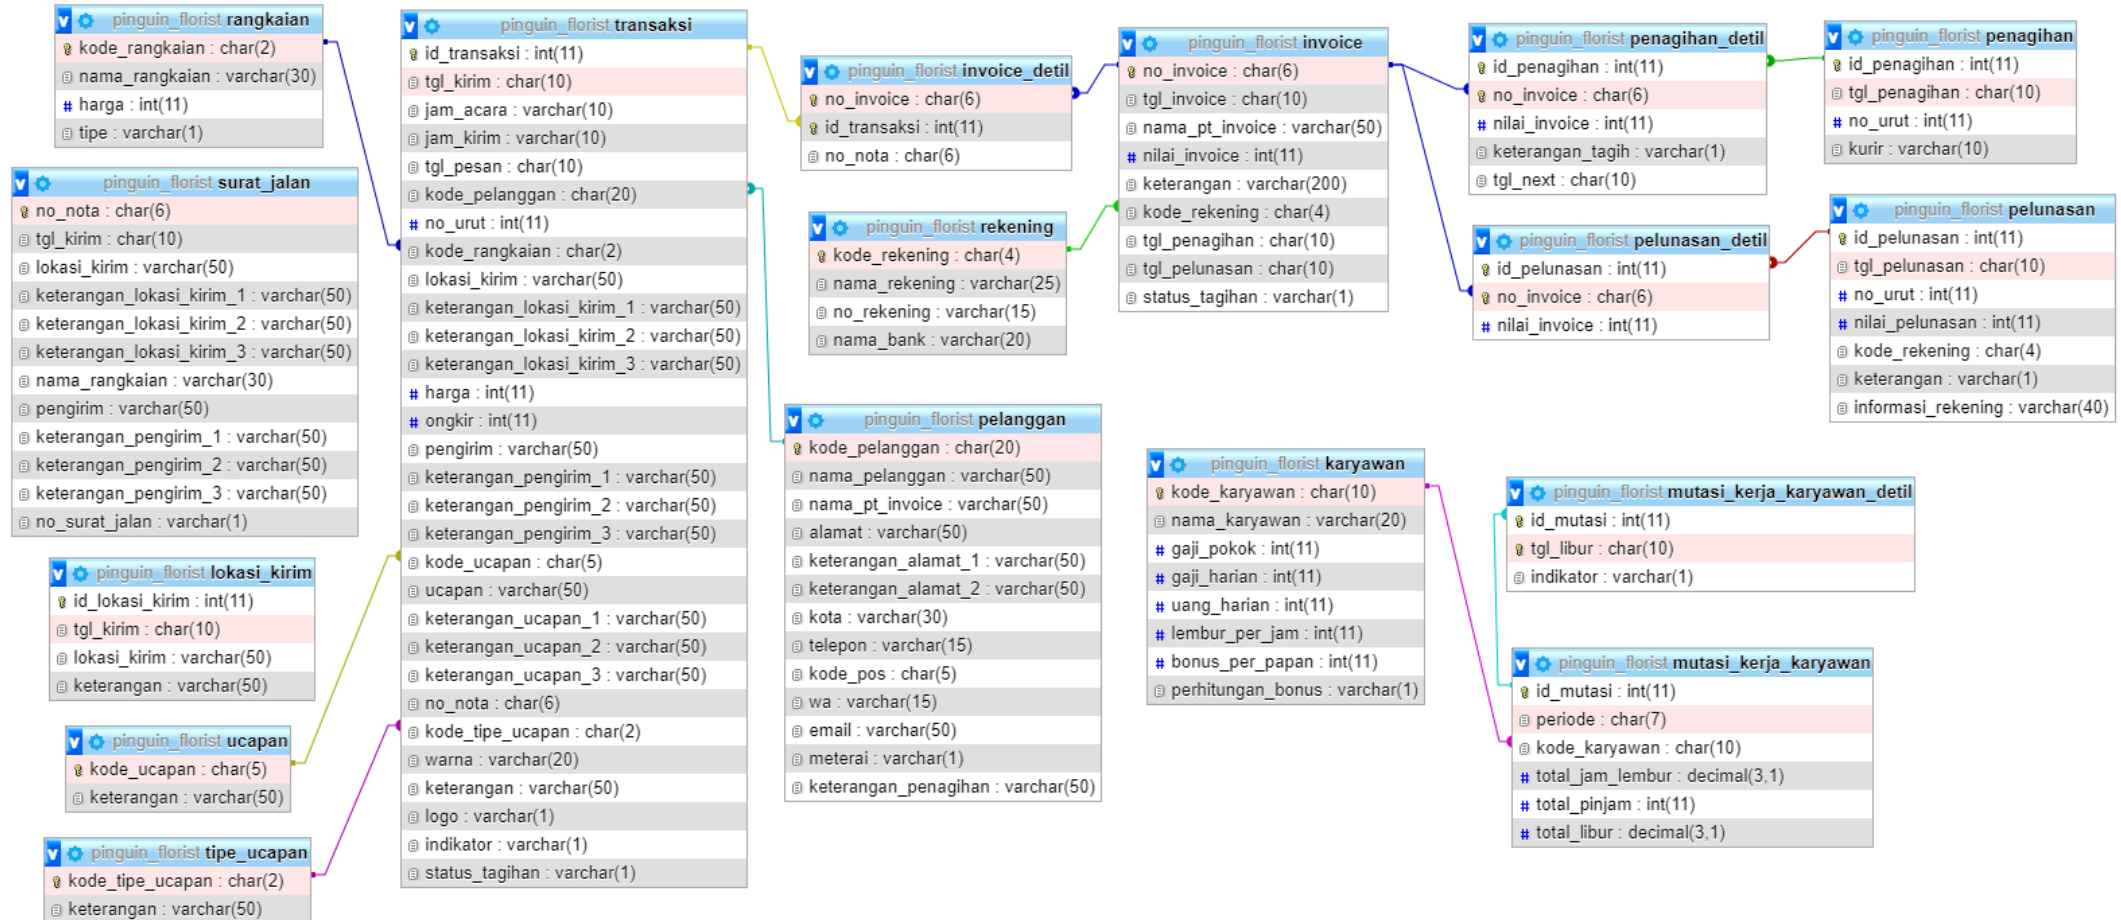 pinguin_florist rangkaian
kode_rangkaian : char(2)
nama_rangkaian : varchar(30)
harga : int(11)
tipe : varchar(1)
pinguin_florist surat_jalan
no_nota : char(6)
tgl_kirim : char(10)
lokasi_kirim : varchar(50)
keterangan_lokasi_kirim_1 : varchar(50)
keterangan_lokasi_kirim_2 : varchar(50)
keterangan_lokasi_kirim_3 : varchar(50)
nama_rangkaian : varchar(30)
pengirim : varchar(50)
keterangan_pengirim_1 : varchar(50)
keterangan_pengirim_2 : varchar(50)
keterangan_pengirim_3 : varchar(50)
no_surat_jalan : varchar(1)
pinguin_florist lokasi_kirim
id_lokasi_kirim : int(11)
tgl_kirim : char(10)
lokasi_kirim : varchar(50)
keterangan : varchar(50)
pinguin_florist ucapan
kode_ucapan : char(5)
keterangan : varchar(50)
pinguin_florist tipe_ucapan
kode_tipe_ucapan : char(2)
keterangan : varchar(50)
pinguin_florist transaksi
id_transaksi : int(11)
tgl_kirim : char(10)
jam_acara : varchar(10)
jam_kirim : varchar(10)
tgl_pesan : char(10)
kode_pelanggan : char(20)
no_urut : int(11)
kode_rangkaian : char(2)
lokasi_kirim : varchar(50)
keterangan_lokasi_kirim_1 : varchar(50)
keterangan_lokasi_kirim_2 : varchar(50)
keterangan_lokasi_kirim_3 : varchar(50)
harga : int(11)
ongkir : int(11)
pengirim : varchar(50)
keterangan_pengirim_1 : varchar(50)
keterangan_pengirim_2 : varchar(50)
keterangan_pengirim_3 : varchar(50)
kode_ucapan : char(5)
ucapan : varchar(50)
keterangan_ucapan_1 : varchar(50)
keterangan_ucapan_2 : varchar(50)
keterangan_ucapan_3 : varchar(50)
no_nota : char(6)
kode_tipe_ucapan : char(2)
warna : varchar(20)
keterangan : varchar(50)
logo : varchar(1)
indikator : varchar(1)
status_tagihan : varchar(1)
pinguin_florist invoice_detil
no_invoice : char(6)
id_transaksi : int(11)
no_nota : char(6)
pinguin_florist rekening
kode_rekening : char(4)
nama_rekening : varchar(25)
no_rekening : varchar(15)
nama_bank : varchar(20)
pinguin_florist pelanggan
kode_pelanggan : char(20)
nama_pelanggan : varchar(50)
nama_pt_invoice : varchar(50)
alamat : varchar(50)
keterangan_alamat_1 : varchar(50)
keterangan_alamat_2 : varchar(50)
kota : varchar(30)
telepon : varchar(15)
kode_pos : char(5)
wa : varchar(15)
email : varchar(50)
meterai : varchar(1)
keterangan_penagihan : varchar(50)
pinguin_florist invoice
no_invoice : char(6)
tgl_invoice : char(10)
nama_pt_invoice : varchar(50)
nilai_invoice : int(11)
keterangan : varchar(200)
kode_rekening : char(4)
tgl_penagihan : char(10)
tgl_pelunasan : char(10)
status_tagihan : varchar(1)
pinguin_florist karyawan
kode_karyawan : char(10)
nama_karyawan : varchar(20)
gaji_pokok : int(11)
gaji_harian : int(11)
uang_harian : int(11)
lembur_per_jam : int(11)
bonus_per_papan : int(11)
perhitungan_bonus : varchar(1)
pinguin_florist penagihan_detil
id_penagihan : int(11)
no_invoice : char(6)
nilai_invoice : int(11)
keterangan_tagih : varchar(1)
tgl_next : char(10)
pinguin_florist pelunasan_detil
id_pelunasan : int(11)
no_invoice : char(6)
nilai_invoice : int(11)
pinguin_florist penagihan
id_penagihan : int(11)
tgl_penagihan : char(10)
no_urut : int(11)
kurir : varchar(10)
pinguin_florist pelunasan
id_pelunasan : int(11)
tgl_pelunasan : char(10)
no_urut : int(11)
nilai_pelunasan : int(11)
kode_rekening : char(4)
keterangan : varchar(1)
informasi_rekening : varchar(40)
pinguin_florist mutasi_kerja_karyawan_detil
id_mutasi : int(11)
tgl_libur : char(10)
indikator : varchar(1)
pinguin_florist mutasi_kerja_karyawan
id_mutasi : int(11)
periode : char(7)
kode_karyawan : char(10)
total_jam_lembur : decimal(3,1)
total_pinjam : int(11)
total_libur : decimal(3,1)